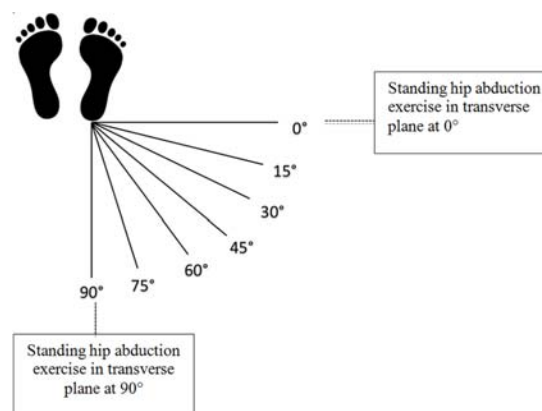 Standing hip abduction
exercise in transverse
plane at 0°
0°
15°
30°
45°
60°
75°
90°
Standing hip abduction
exercise in transverse
plane at 90°